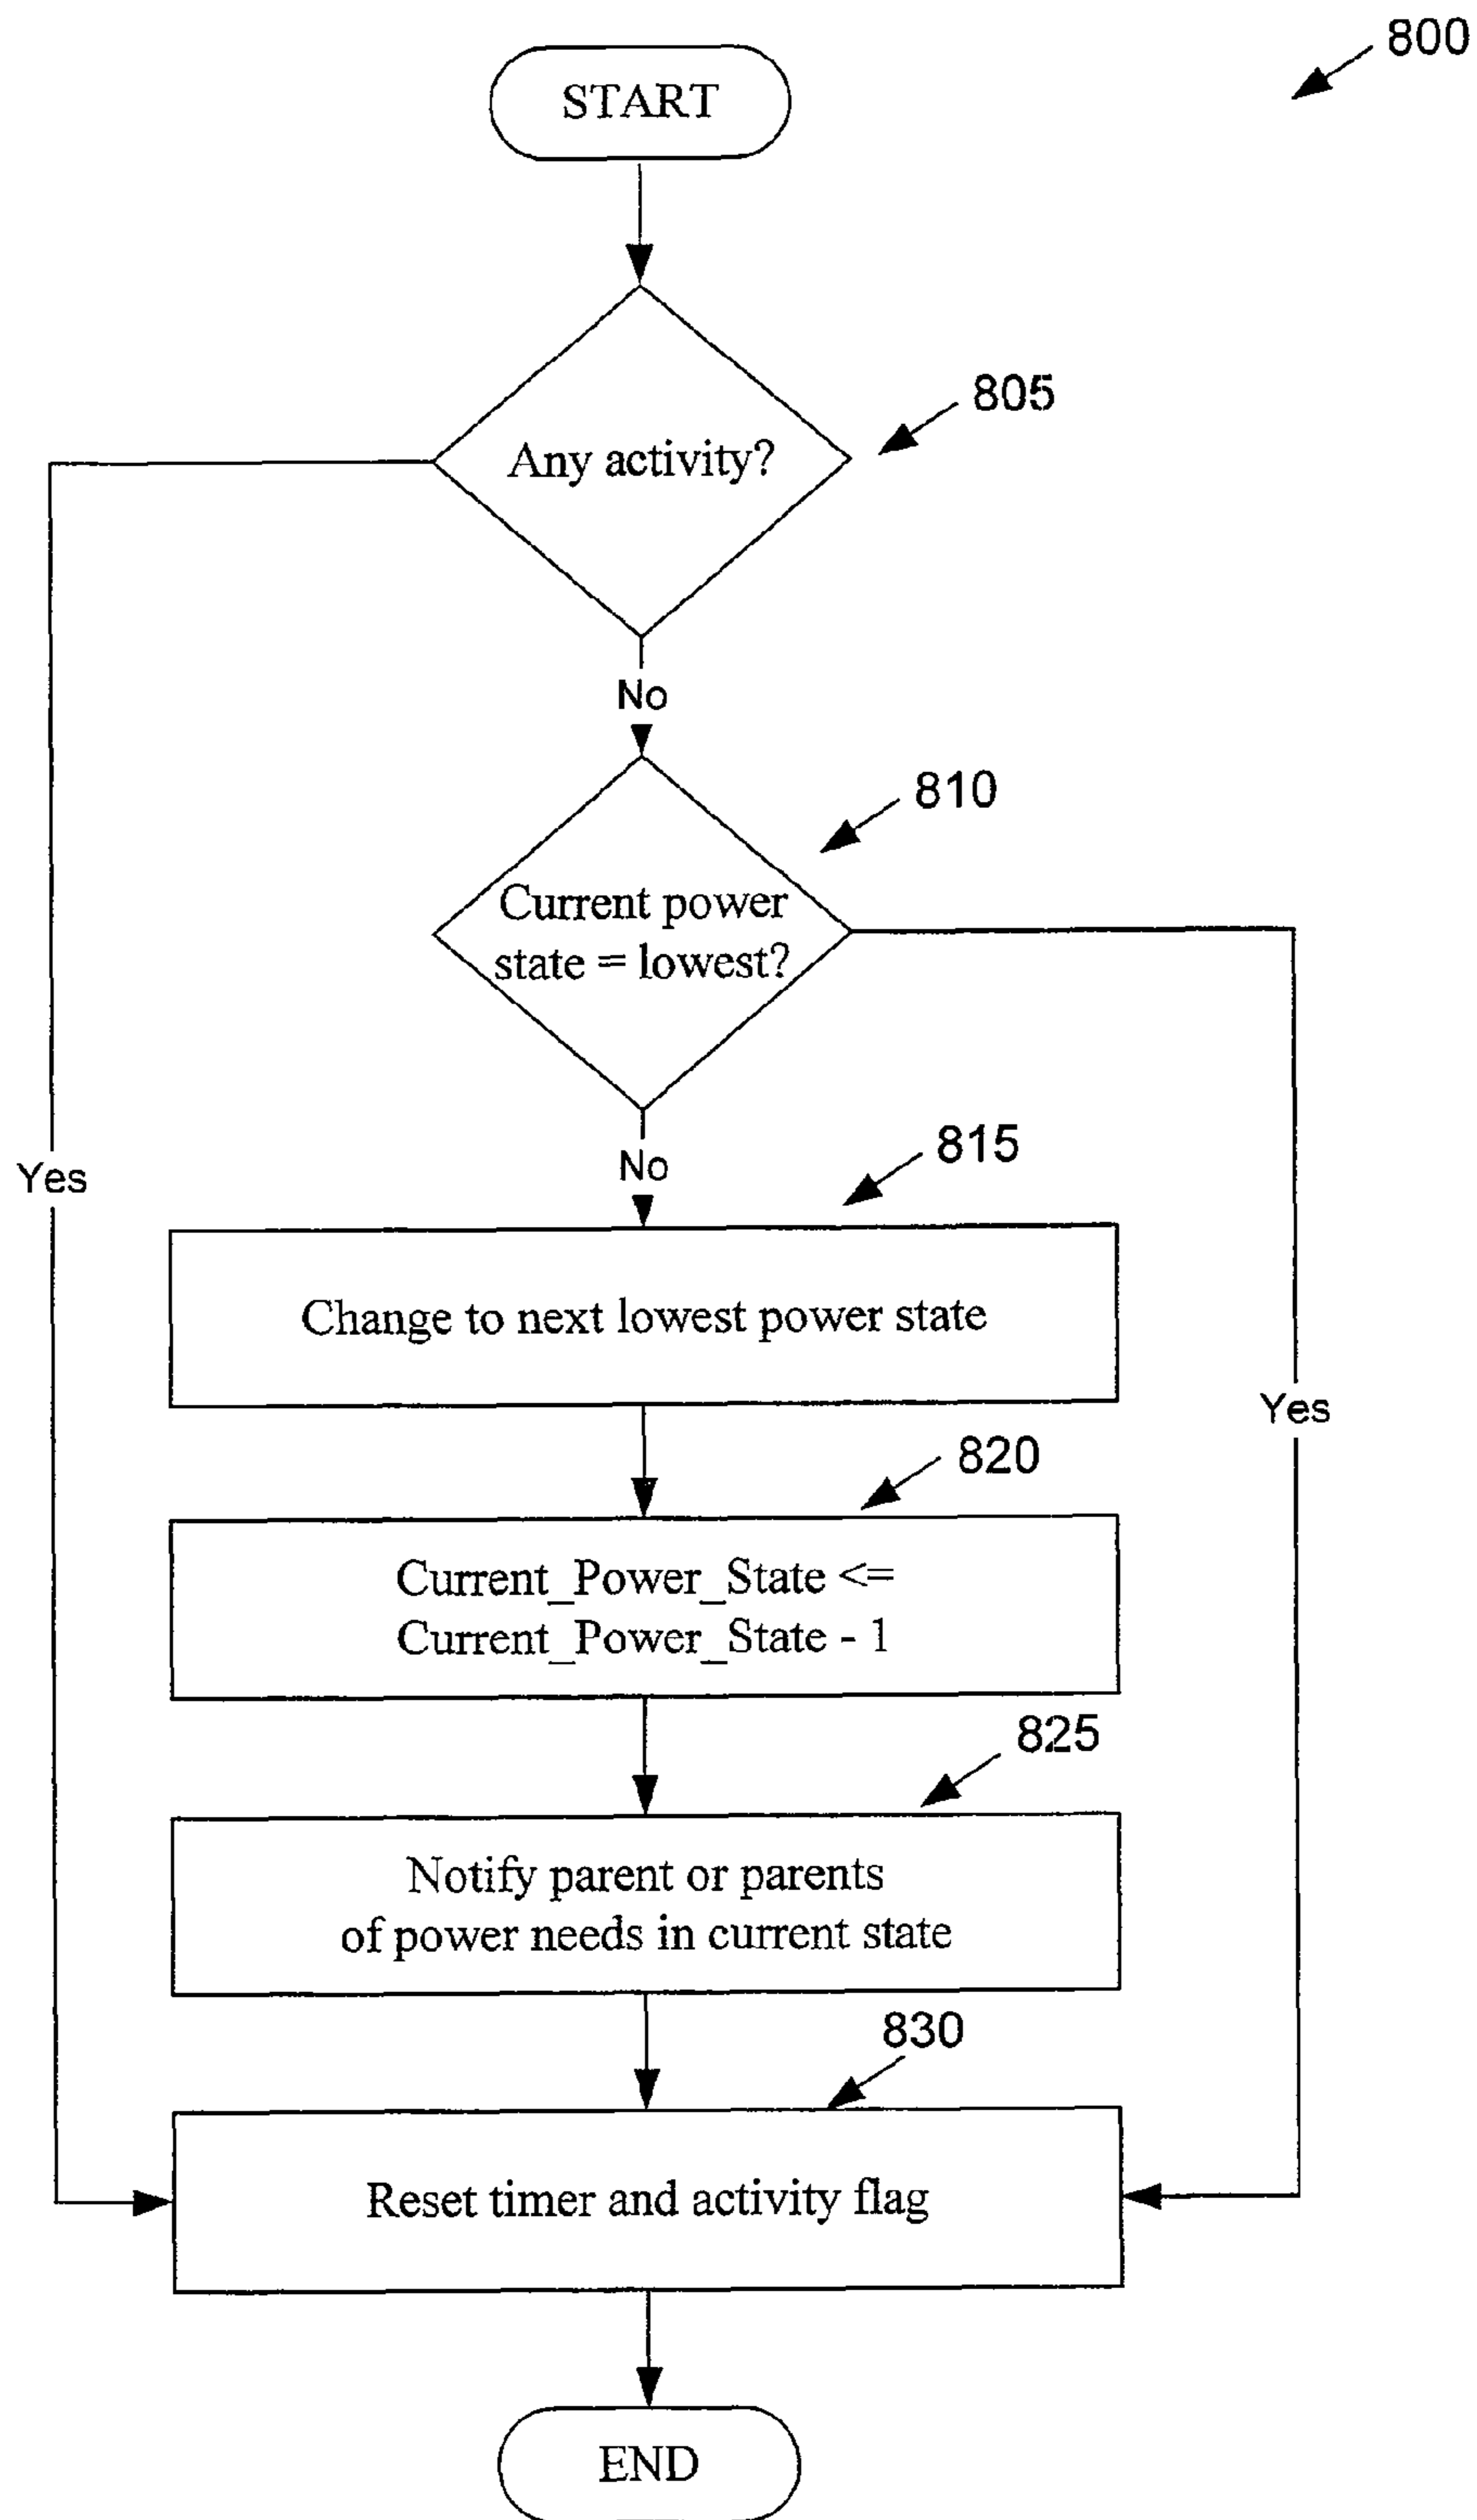 800
START
805
Any activity?
No
810
Current power
state = lowest?
No
815
Yes
Change to next lowest power state
Yes
820
Current_Power_State <=
Current_Power_State - 1
825
Notify parent or parents
of power needs in current state
830
Reset timer and activity flag
END